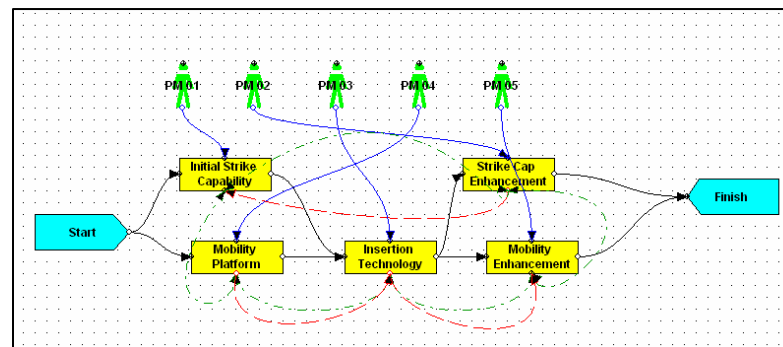 PM 01
PM 02
PM 03
PM 04
PM 05
Initial Strike
Capability
Strike Cap
Enhancement
Finish
Start
Mobility
Platform
Insertion
Technology
Mobility
Enhancement